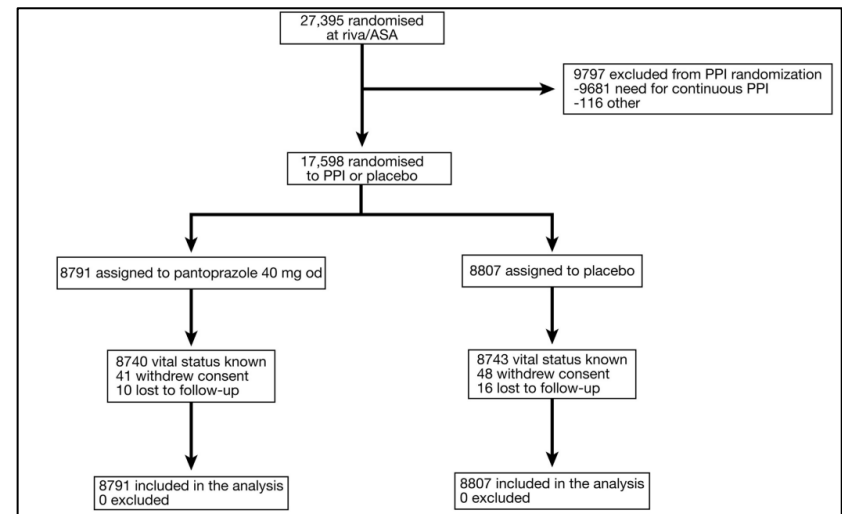 27,395 randomised
at riva/ASA
9797 excluded from PPI randomization
-9681 need for continuous PPI
-116 other
17,598 randomised
to PPI or placebo
8791 assigned to pantoprazole 40 mg od
8807 assigned to placebo
8740 vital status known
41 withdrew consent
10 lost to follow-up
8743 vital status known
48 withdrew consent
16 lost to follow-up
8791 included in the analysis
0 excluded
8807 included in the analysis
0 excluded